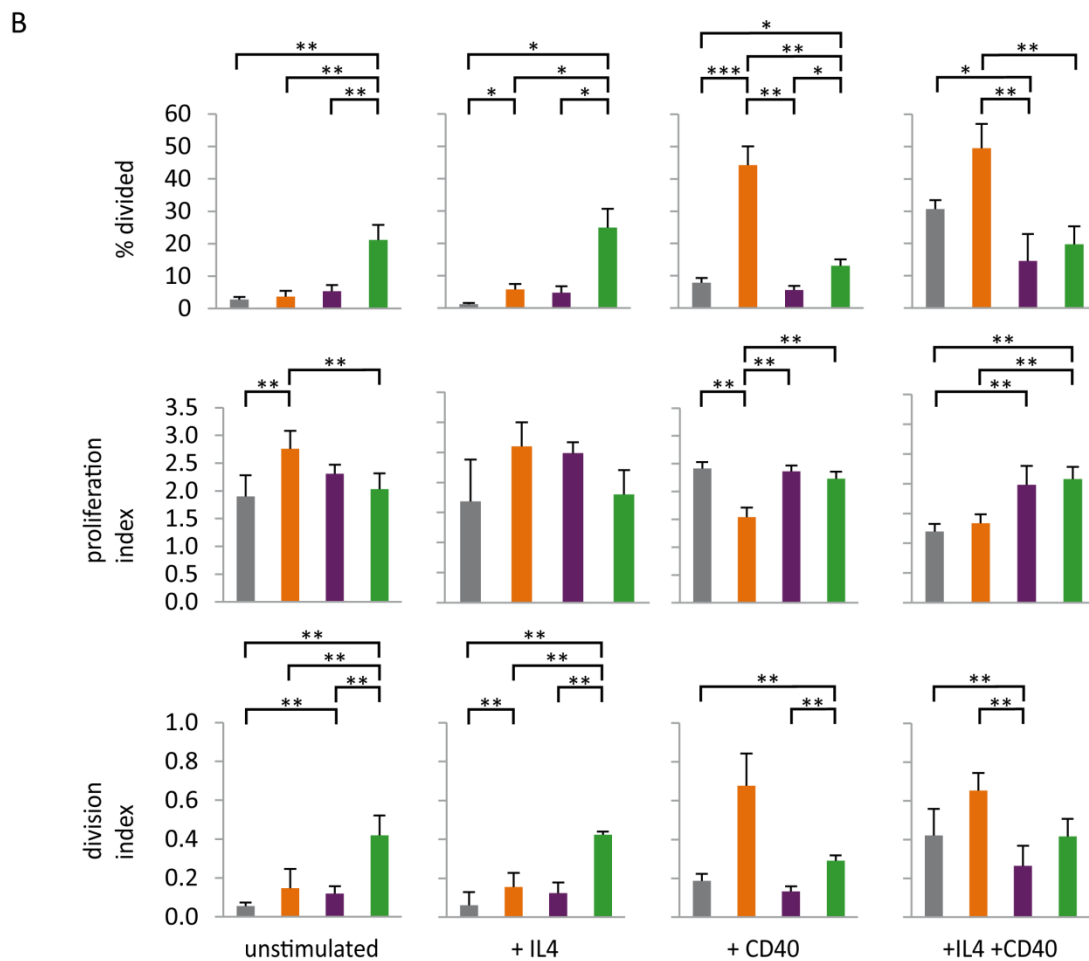 B
** * * **
** * ** *
** * * *** ** * **
60
50
40
30
20
10
0
% divided
** ** ** ** ** ** ** **
3.5
3.0
2.5
2.0
1.5
1.0
0.5
0.0
proliferation
index
** **
** ** ** **
** ** ** ** ** **
1.0
0.8
0.6
0.4
0.2
0.0
division
index
unstimulated + IL4 + CD40 +IL4 +CD40